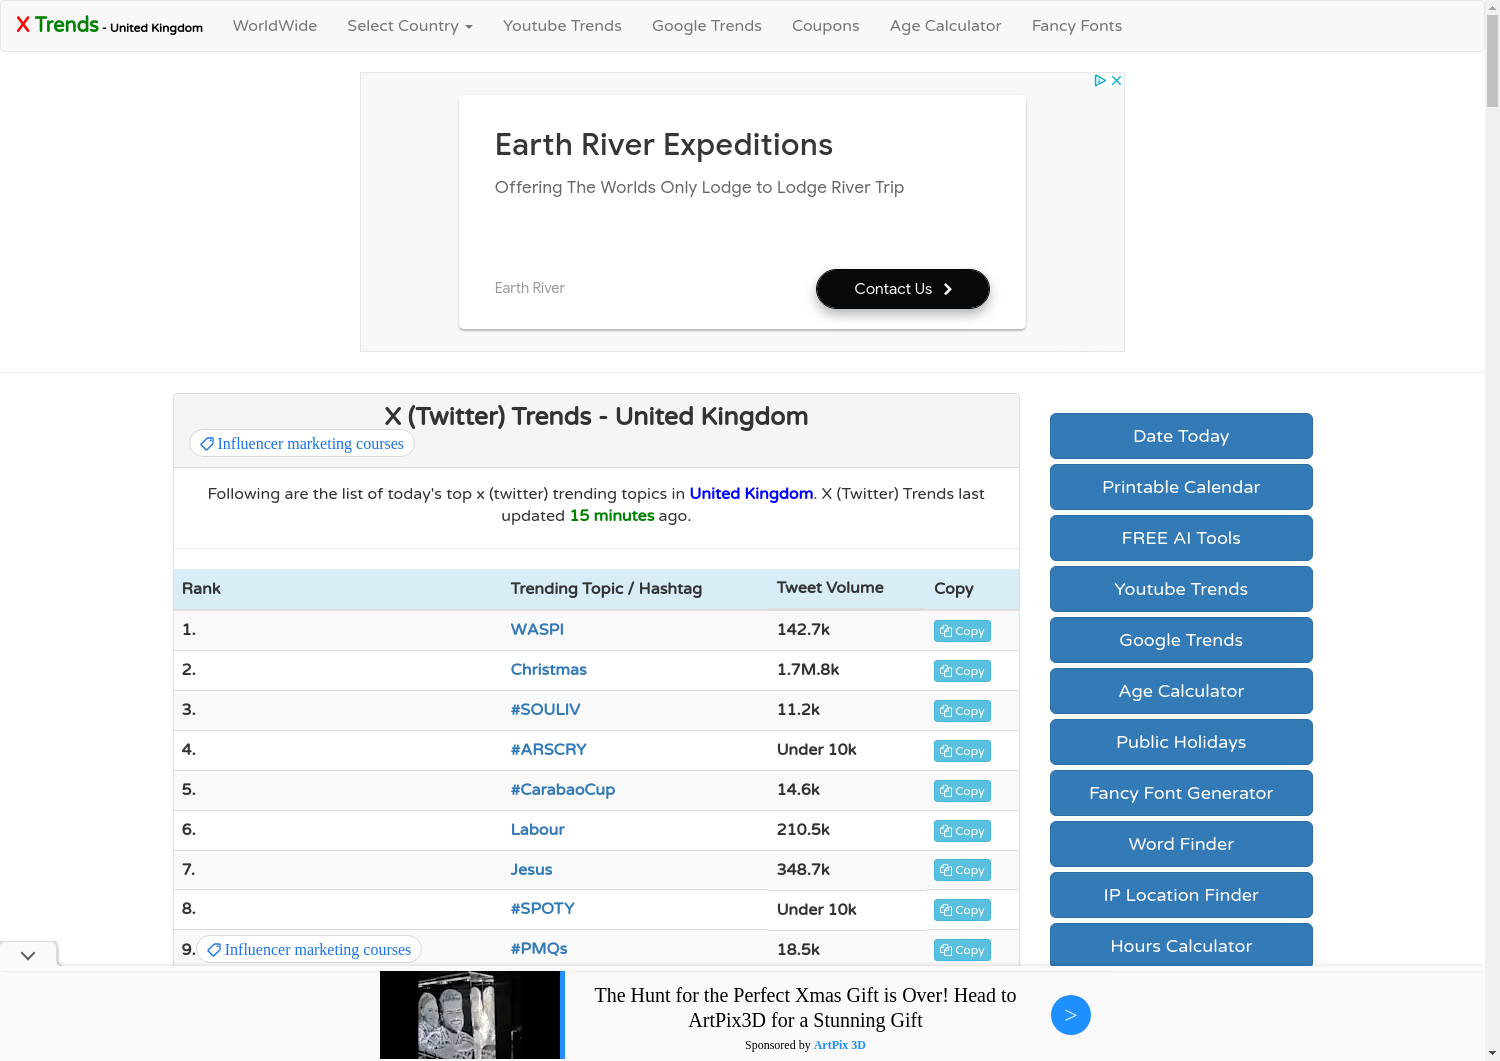 X Trends - United Kingdom WorldWide Select Country Youtube Trends Google Trends Coupons Age Calculator Fancy Fonts
Earth River Expeditions
Offering The Worlds Only Lodge to Lodge River Trip
Earth River
Contact Us
X (Twitter) Trends - United Kingdom
Influencer marketing courses
Following are the list of today's top x (twitter) trending topics in United Kingdom. X (Twitter) Trends last
updated 15 minutes ago.
Rank Trending Topic / Hashtag Tweet Volume Copy
1. WASPI 142.7k Copy
2. Christmas 1.7M.8k Copy
3. #SOULIV 11.2k Copy
4. #ARSCRY Under 10k Copy
5. #CarabaoCup 14.6k Copy
6. Labour 210.5k Copy
7. Jesus 348.7k Copy
8. #SPOTY Under 10k Copy
9. Influencer marketing courses #PMQs 18.5k Copy
Date Today
Printable Calendar
FREE AI Tools
Youtube Trends
Google Trends
Age Calculator
Public Holidays
Fancy Font Generator
Word Finder
IP Location Finder
Hours Calculator
The Hunt for the Perfect Xmas Gift is Over! Head to
ArtPix3D for a Stunning Gift
Sponsored by ArtPix 3D
>